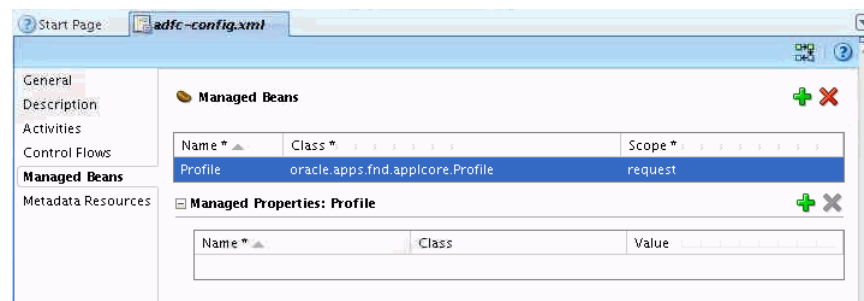 Start Page adfc-config.xml
General
Description
Activities
Control Flows
Managed Beans
Metadata Resources
Managed Beans
Name * Class * Scope *
Profile oracle.apps.fnd.applcore.Profile request
Managed Properties: Profile
Name * Class Value